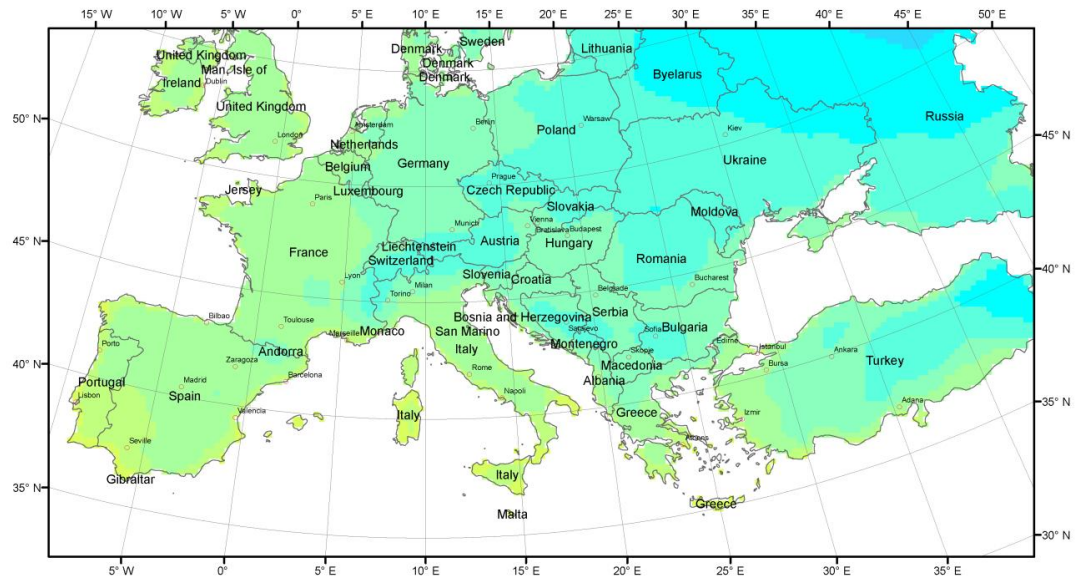 15° W 10° W 5° W 0° E 5° E 10° E 15° E 20° E 25° E 30° E 35° E 40° E 45° E 50° E
Denmark
Sweden
Lithuania
United Kingdom
Denmark
Man, Isle of
Denmark
Byelarus
Dublin
Ireland
United Kingdom
Russia
50° N
Amsterdam
Berlin
Warsaw
Poland
Kiev
45° N
London
Netherlands
Germany
Ukraine
Belgium
Prague
Jersey
Luxembourg
Czech Republic
Paris
Slovakia
Moldova
Munich
Vienna
Bratislava
Budapest
45° N
France
Liechtenstein
Austria
Hungary
Switzerland
Romania
40° N
Lyon
Slovenia
Croatia
Bucharest
Torino
Milan
Belgrade
Bilbao
Toulouse
Marseille
Monaco
Bosnia and Herzegovina
Serbia
San Marino
Sarajevo
Sofia
Bulgaria
Porto
Andorra
Italy
Montenegro
Skopje
Edirne
Istanbul
Ankara
Turkey
40° N
Zaragoza
Rome
Macedonia
Bursa
Portugal
Madrid
Barcelona
Albania
Spain
Napoli
Lisbon
Valencia
Italy
Greece
Izmir
Adana
35° N
Seville
Athens
Gibraltar
Italy
35° N
Greece
Malta
30° N
5° W 0° E 5° E 10° E 15° E 20° E 25° E 30° E 35° E